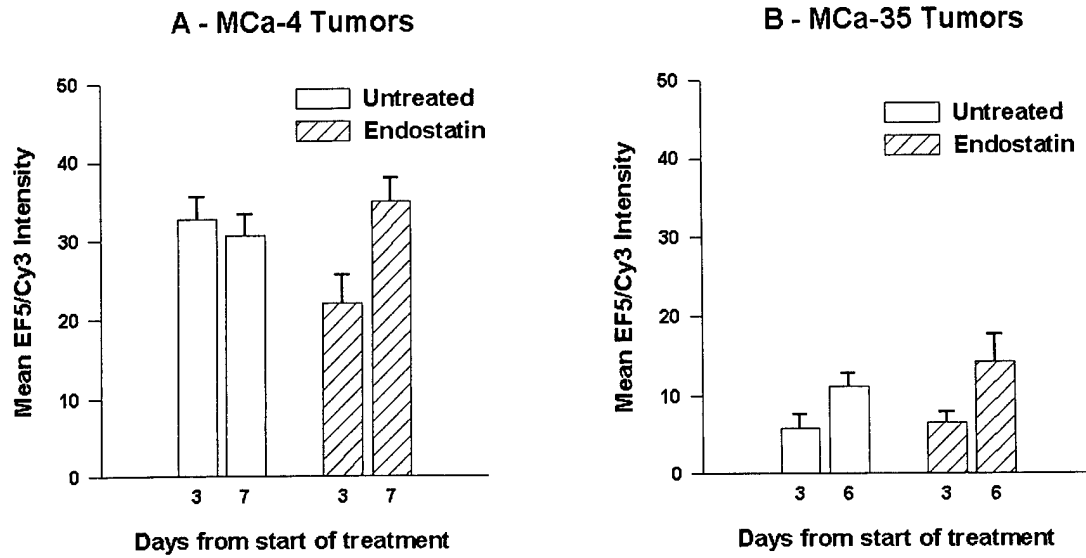 A - MCa-4 Tumors
50
40
30
20
10
0
Mean EF5/Cy3 Intensity
Untreated
Endostatin
3 7 3 7
Days from start of treatment
B - MCa-35 Tumors
50
40
30
20
10
0
Mean EF5/Cy3 Intensity
Untreated
Endostatin
3 6 3 6
Days from start of treatment